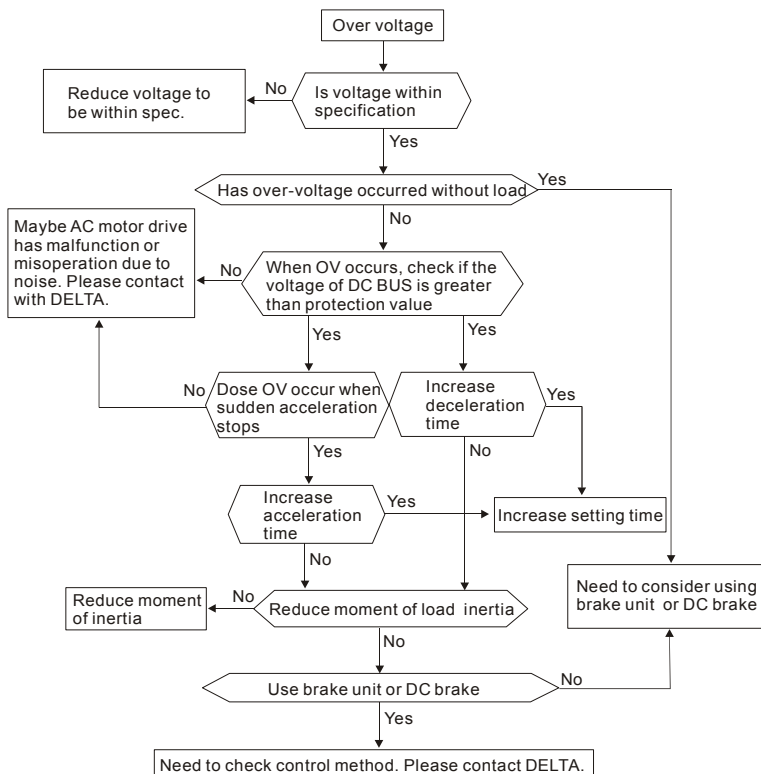 Over voltage
Reduce voltage to
be within spec.
No
Is voltage within
specification
Yes
Has over-voltage occurred without load
Yes
No
Maybe AC motor drive
has malfunction or
misoperation due to
noise. Please contact
with DELTA.
No
When OV occurs, check if the
voltage of DC BUS is greater
than protection value
Yes
Yes
No
Dose OV occur when
sudden acceleration
stops
Increase
deceleration
time
Yes
Yes
No
Increase
acceleration
time
Yes
Increase setting time
No
Reduce moment
of inertia
No
Reduce moment of load inertia
Need to consider using
brake unit or DC brake
No
Use brake unit or DC brake
No
Yes
Need to check control method. Please contact DELTA.